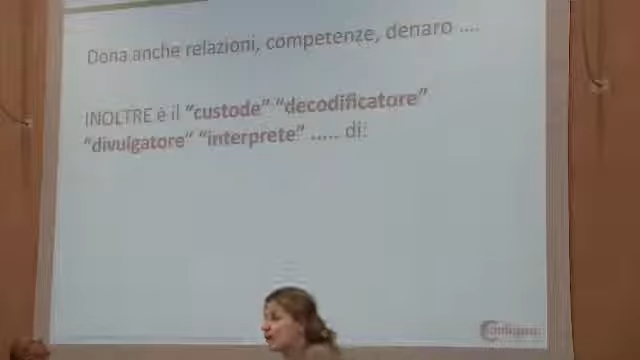 Dona anche relazioni, competenze, denaro ....
INOLTRE è il "custode" "decodificatore"
"divulgatore" "interprete" ..... di: